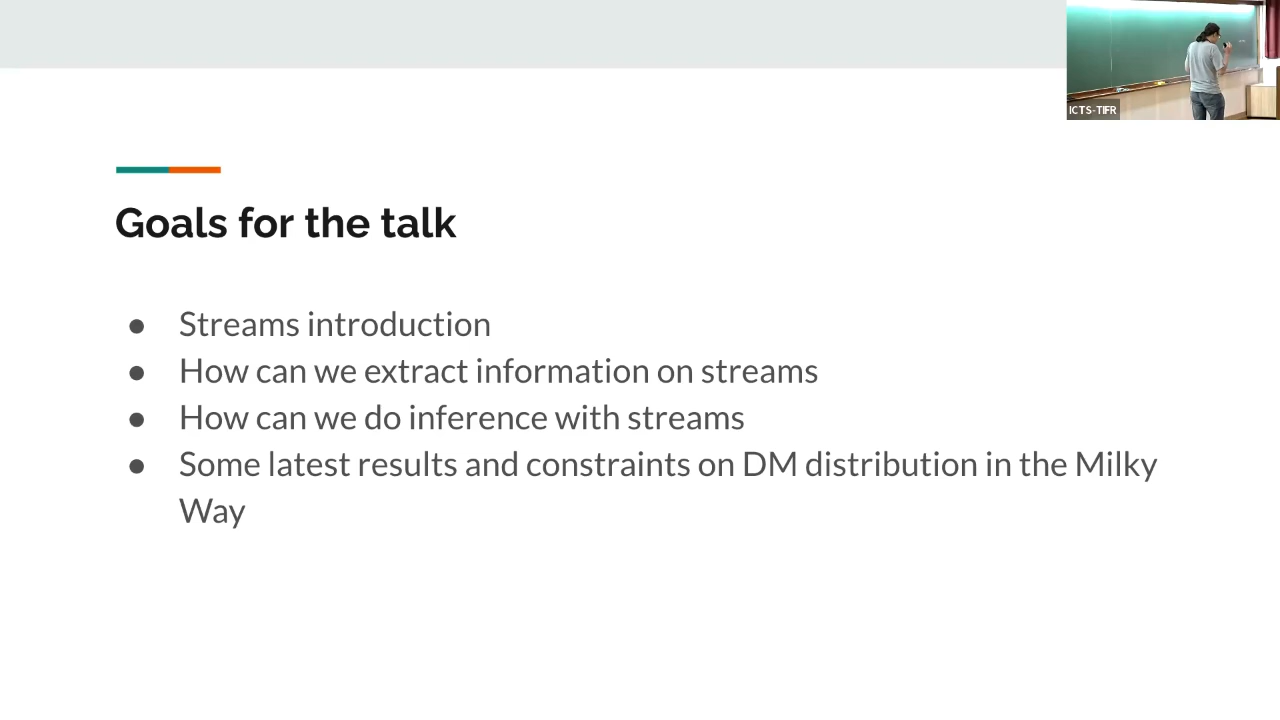 ICTS-TIFR
Goals for the talk
● Streams introduction
● How can we extract information on streams
● How can we do inference with streams
● Some latest results and constraints on DM distribution in the Milky
Way